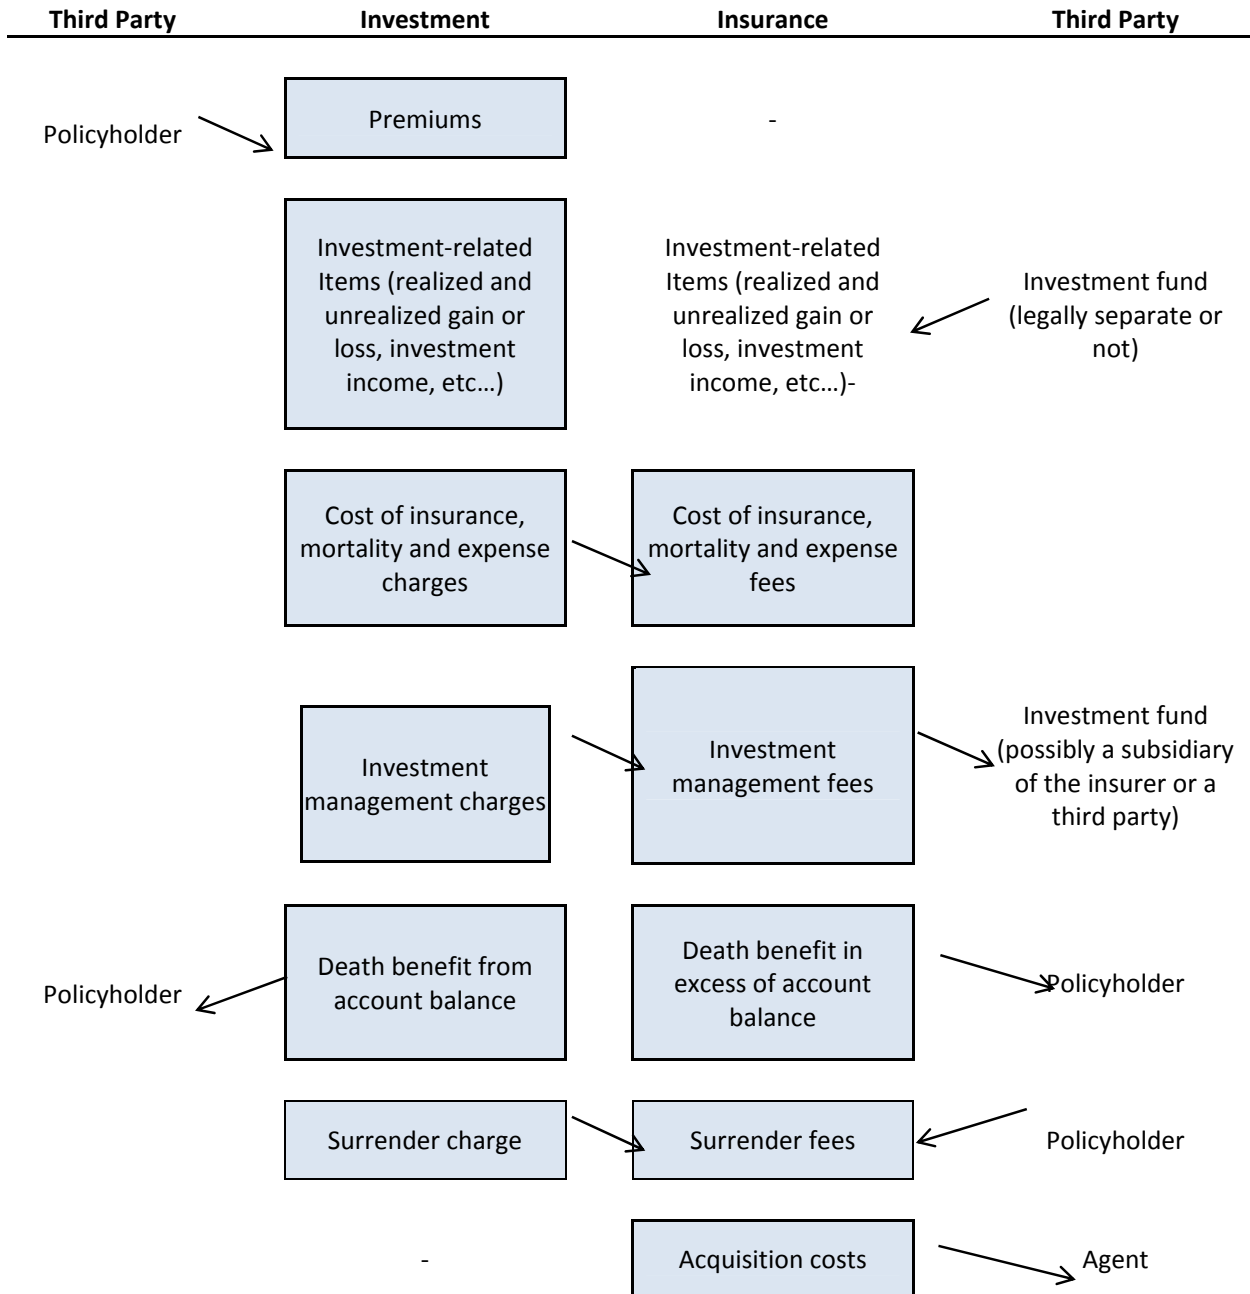 Third Party Investment Insurance Third Party
Policyholder
Premiums
-
Investment-related
Items (realized and
unrealized gain or
loss, investment
income, etc…)
Investment-related
Items (realized and
unrealized gain or
loss, investment
income, etc…)-
Investment fund
(legally separate or
not)
Cost of insurance,
mortality and expense
charges
Cost of insurance,
mortality and expense
fees
Investment
management charges
Investment
management fees
Investment fund
(possibly a subsidiary
of the insurer or a
third party)
Policyholder
Death benefit from
account balance
Death benefit in
excess of account
balance
Policyholder
Surrender charge
Surrender fees
Policyholder
-
Acquisition costs
Agent